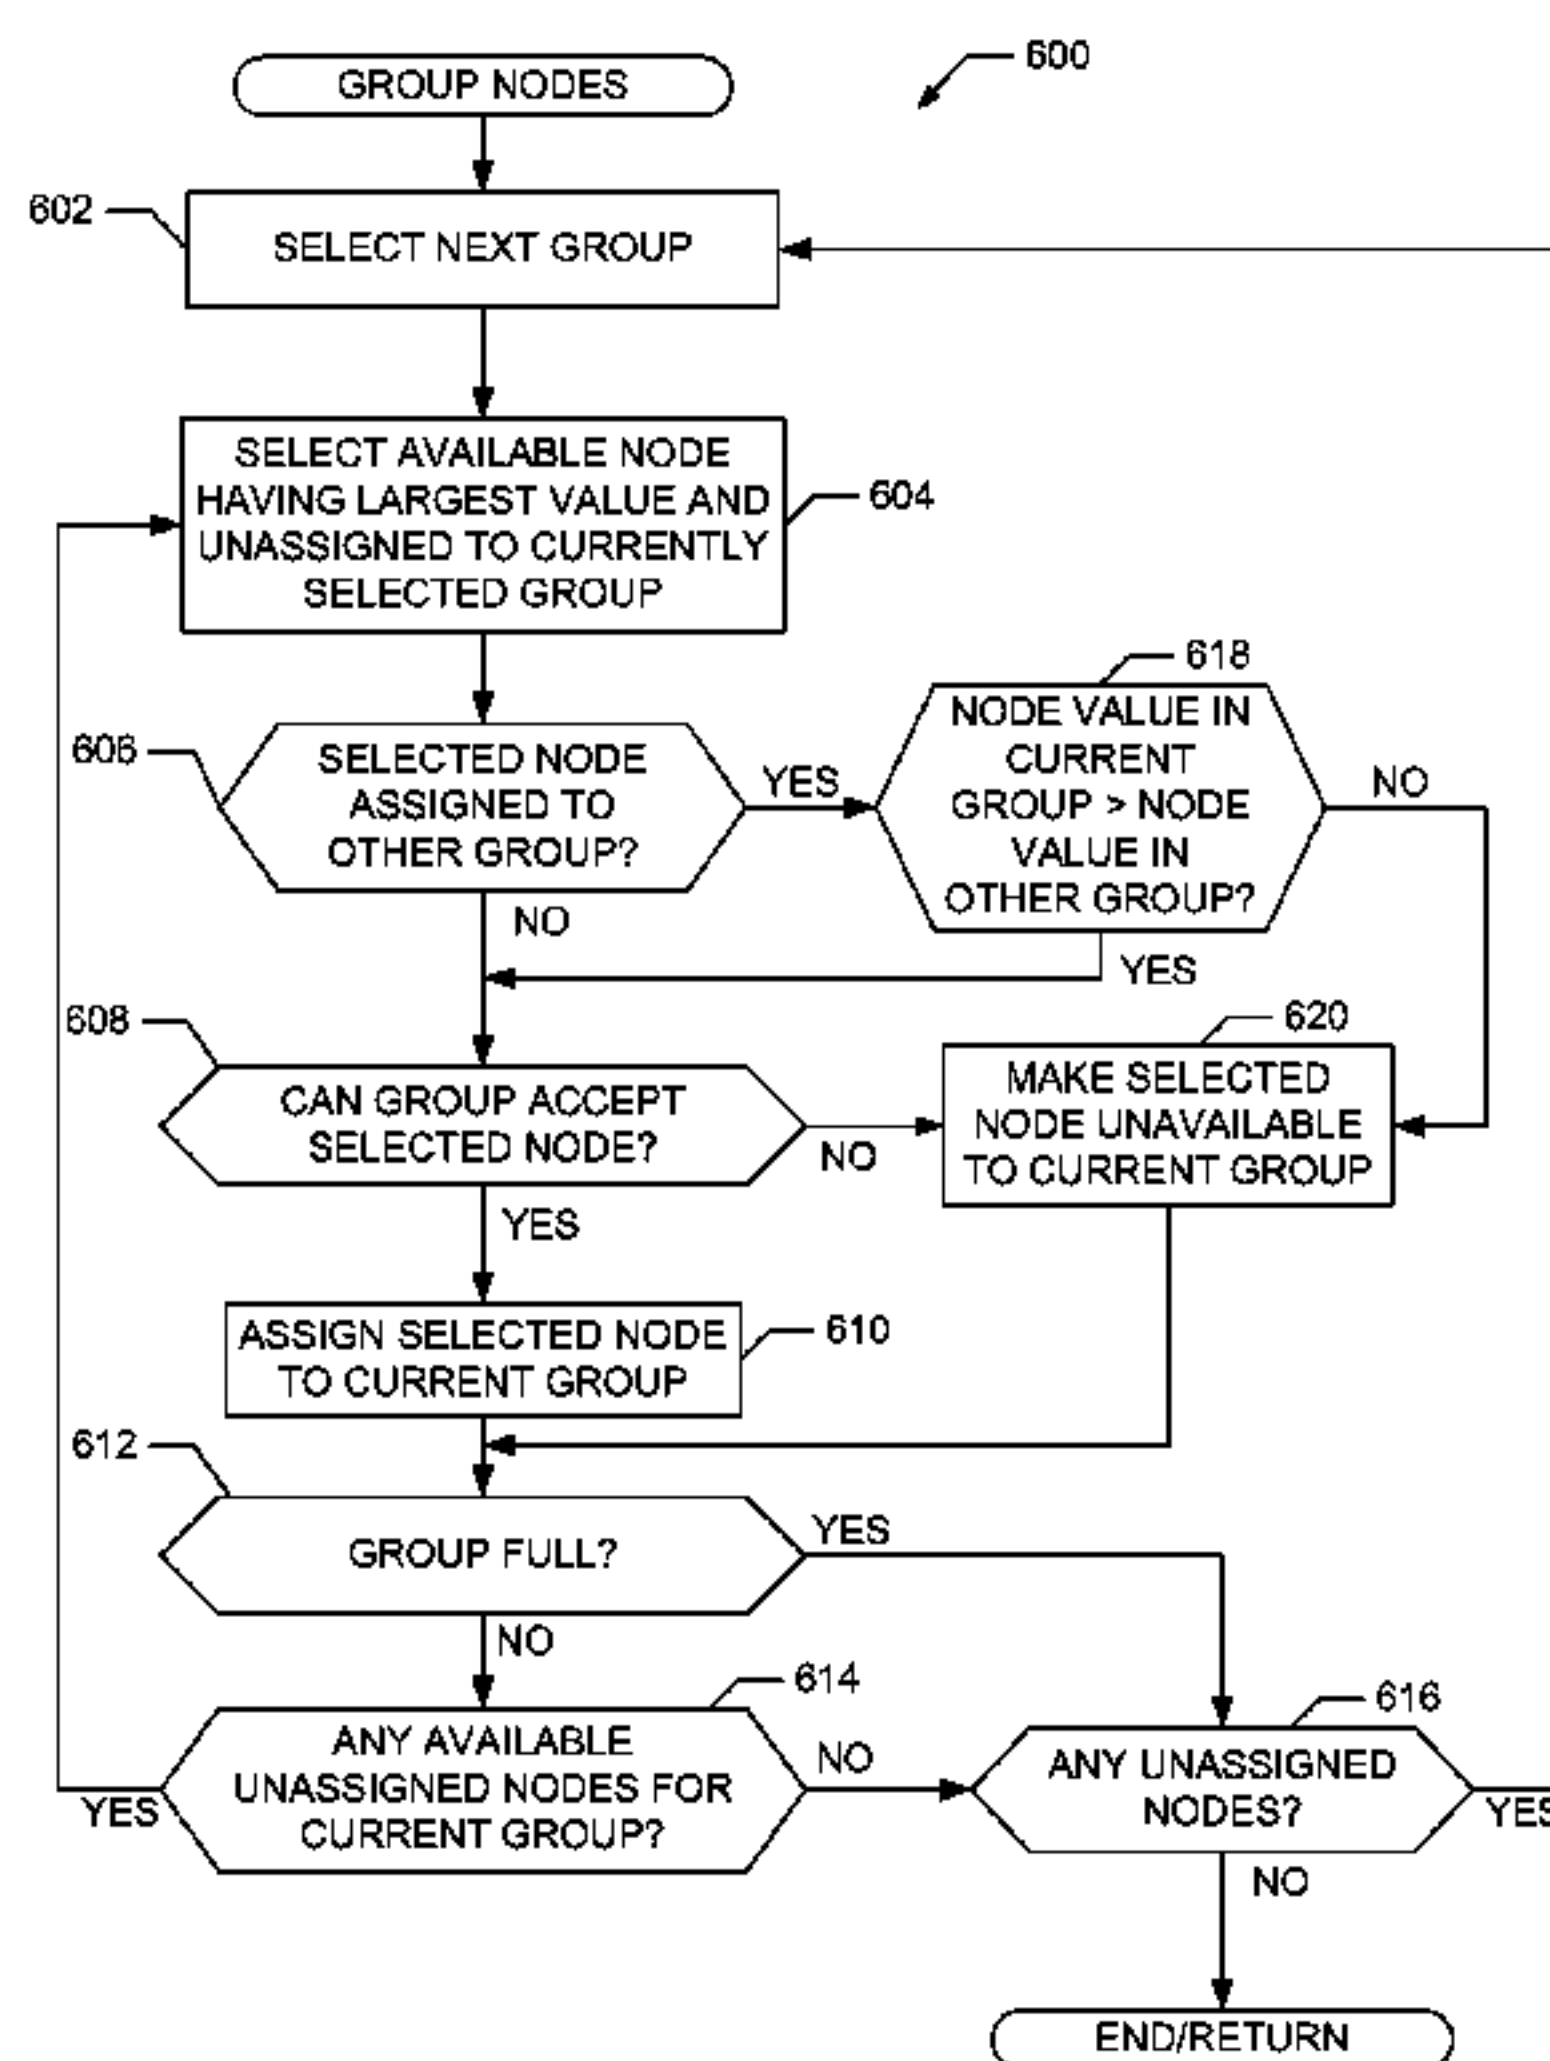 GROUP NODES
600
602
SELECT NEXT GROUP
SELECT AVAILABLE NODE
HAVING LARGEST VALUE AND
UNASSIGNED TO CURRENTLY
SELECTED GROUP
604
606
SELECTED NODE
ASSIGNED TO
OTHER GROUP?
YES
NO
618
NODE VALUE IN
CURRENT
GROUP > NODE
VALUE IN
OTHER GROUP?
NO
YES
608
CAN GROUP ACCEPT
SELECTED NODE?
NO
YES
620
MAKE SELECTED
NODE UNAVAILABLE
TO CURRENT GROUP
ASSIGN SELECTED NODE
TO CURRENT GROUP
610
612
GROUP FULL?
YES
NO
614
ANY AVAILABLE
UNASSIGNED NODES FOR
CURRENT GROUP?
YES
NO
616
ANY UNASSIGNED
NODES?
YES
NO
END/RETURN